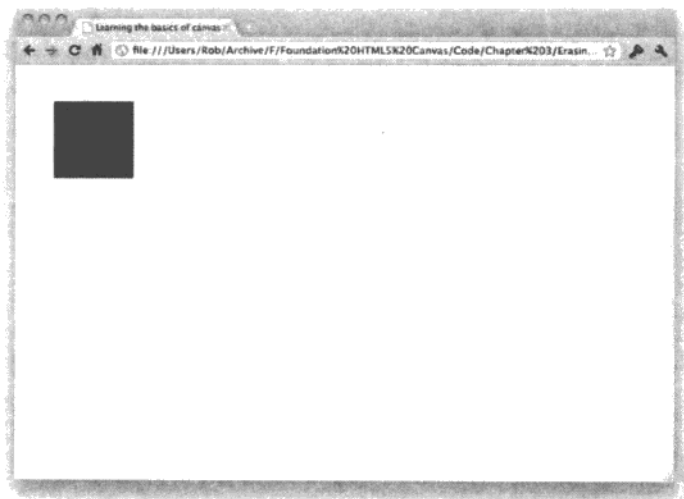 Learning the basics of canvas
file:///Users/Rob/Archive/F/Foundation%20HTML5%20Canvas/Code/Chapter%203/Erasin...